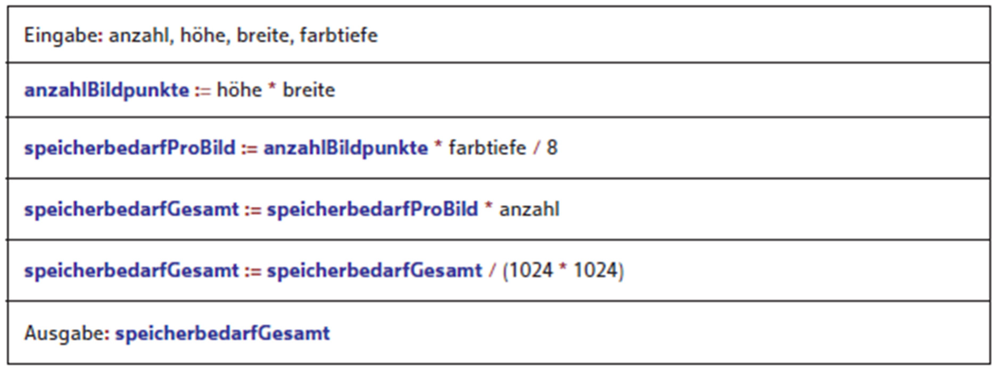 Eingabe: anzahl, höhe, breite, farbtiefe
anzahlBildpunkte := höhe * breite
speicherbedarfProBild := anzahlBildpunkte * farbtiefe / 8
speicherbedarfGesamt := speicherbedarfProBild * anzahl
speicherbedarfGesamt := speicherbedarfGesamt / (1024 * 1024)
Ausgabe: speicherbedarfGesamt